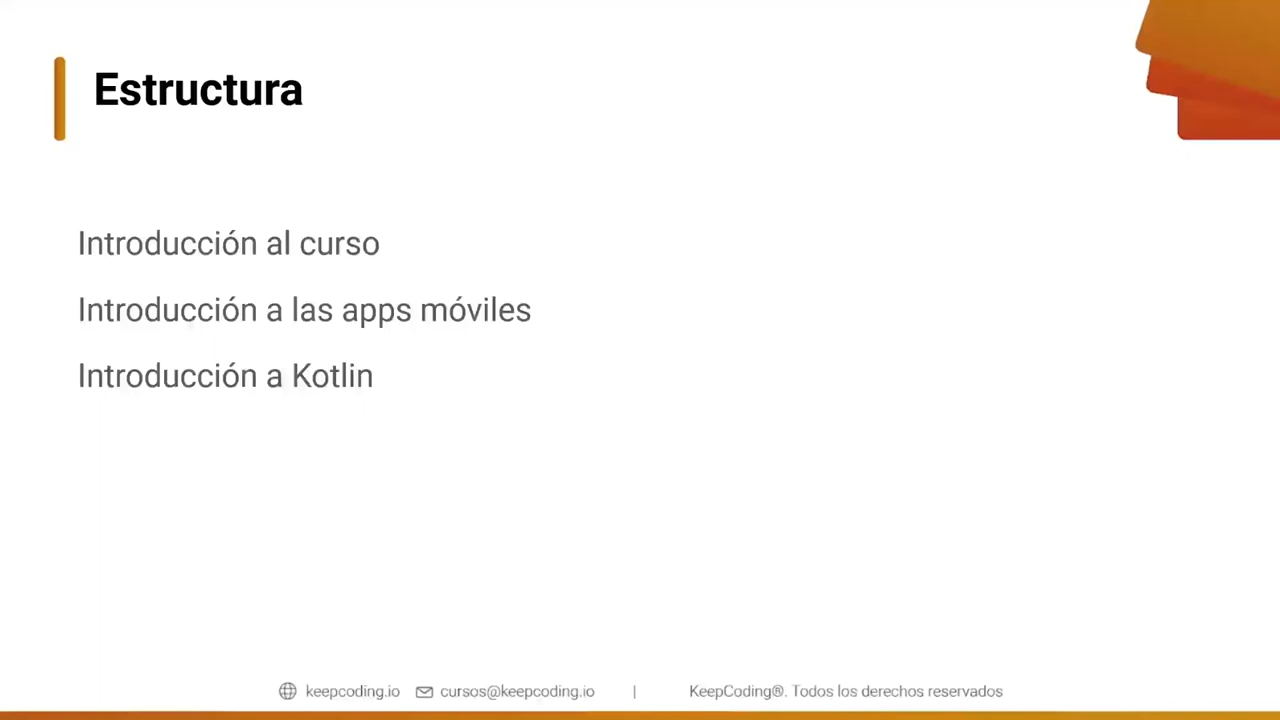 Estructura
Introducción al curso
Introducción a las apps móviles
Introducción a Kotlin
keepcoding.io cursos@keepcoding.io | KeepCoding®. Todos los derechos reservados